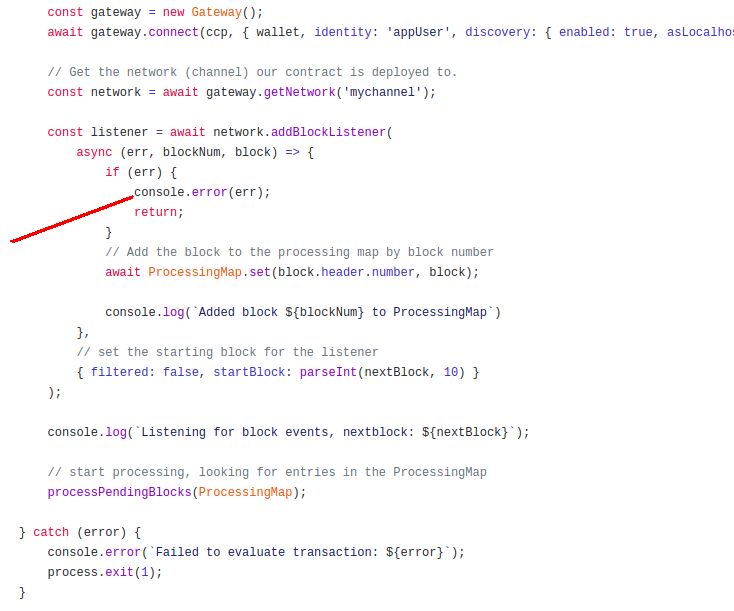 const gateway = new Gateway();
await gateway.connect(ccp, { wallet, identity: 'appUser', discovery: { enabled: true,
// Get the network (channel) our contract is deployed to.
const network = await gateway.getNetwork('mychannel');
const listener = await network.addBlockListener(
async (err, blockNum, block) => {
if (err) {
console.error(err);
return;
}
// Add the block to the processing map by block number
await ProcessingMap.set(block.header.number, block);
console.log(`Added block ${blockNum} to ProcessingMap`)
},
// set the starting block for the listener
{ filtered: false, startBlock: parseInt(nextBlock, 10) }
);
console.log(`Listening for block events, nextblock: ${nextBlock}`);
// start processing, looking for entries in the ProcessingMap
processPendingBlocks(ProcessingMap);
} catch (error) {
console.error(`Failed to evaluate transaction: ${error}`);
process.exit(1);
}